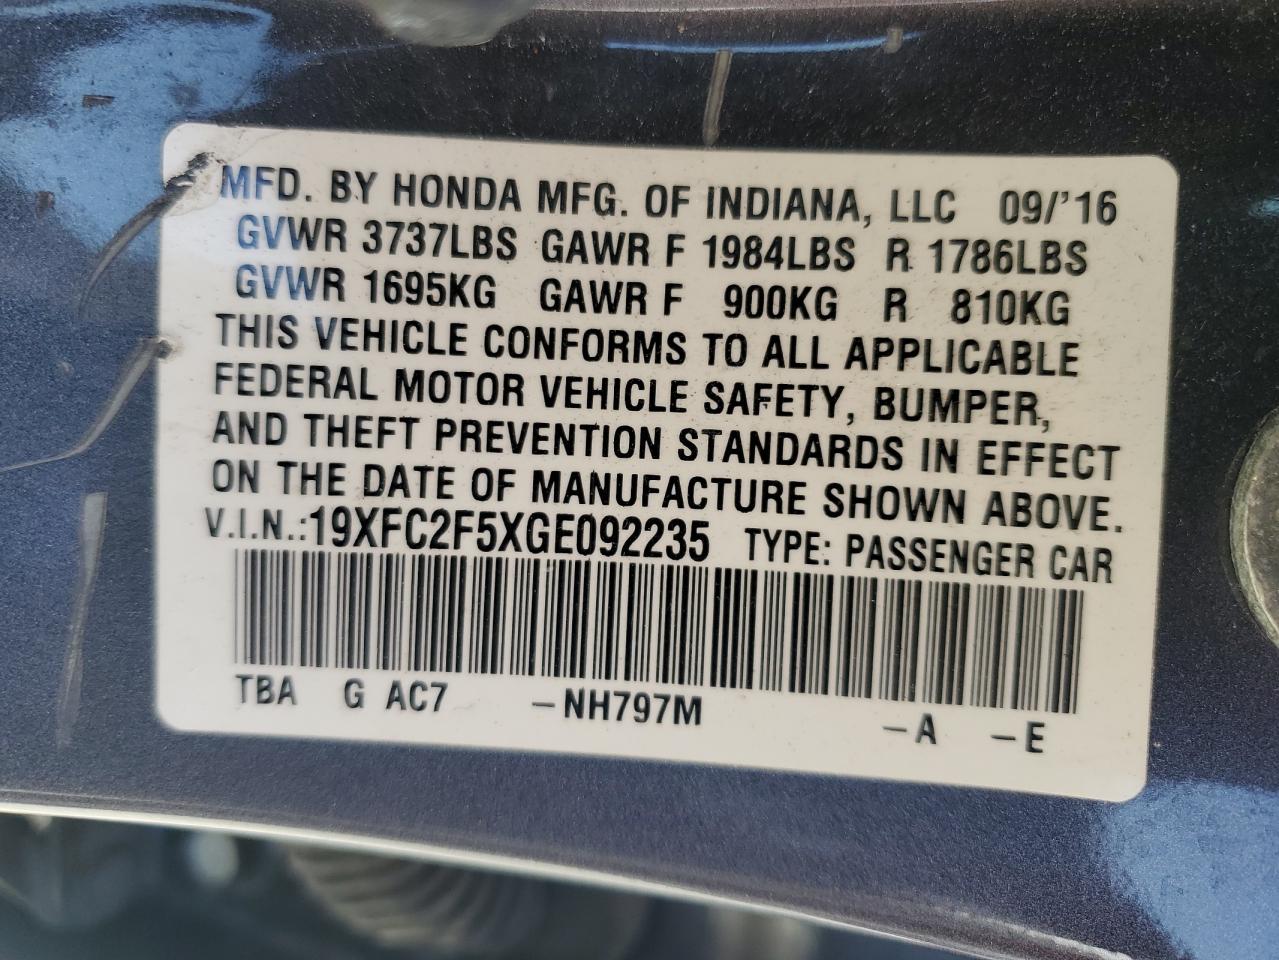 MFD. BY HONDA MFG. OF INDIANA, LLC 09/'16
GVWR 3737LBS GAWR F 1984LBS R 1786LBS
GVWR 1695KG GAWR F 900KG R 810KG
THIS VEHICLE CONFORMS TO ALL APPLICABLE
FEDERAL MOTOR VEHICLE SAFETY, BUMPER,
AND THEFT PREVENTION STANDARDS IN EFFECT
ON THE DATE OF MANUFACTURE SHOWN ABOVE.
V.I.N.:19XFC2F5XGE092235 TYPE: PASSENGER CAR
TBA G AC7 –NH797M –A –E